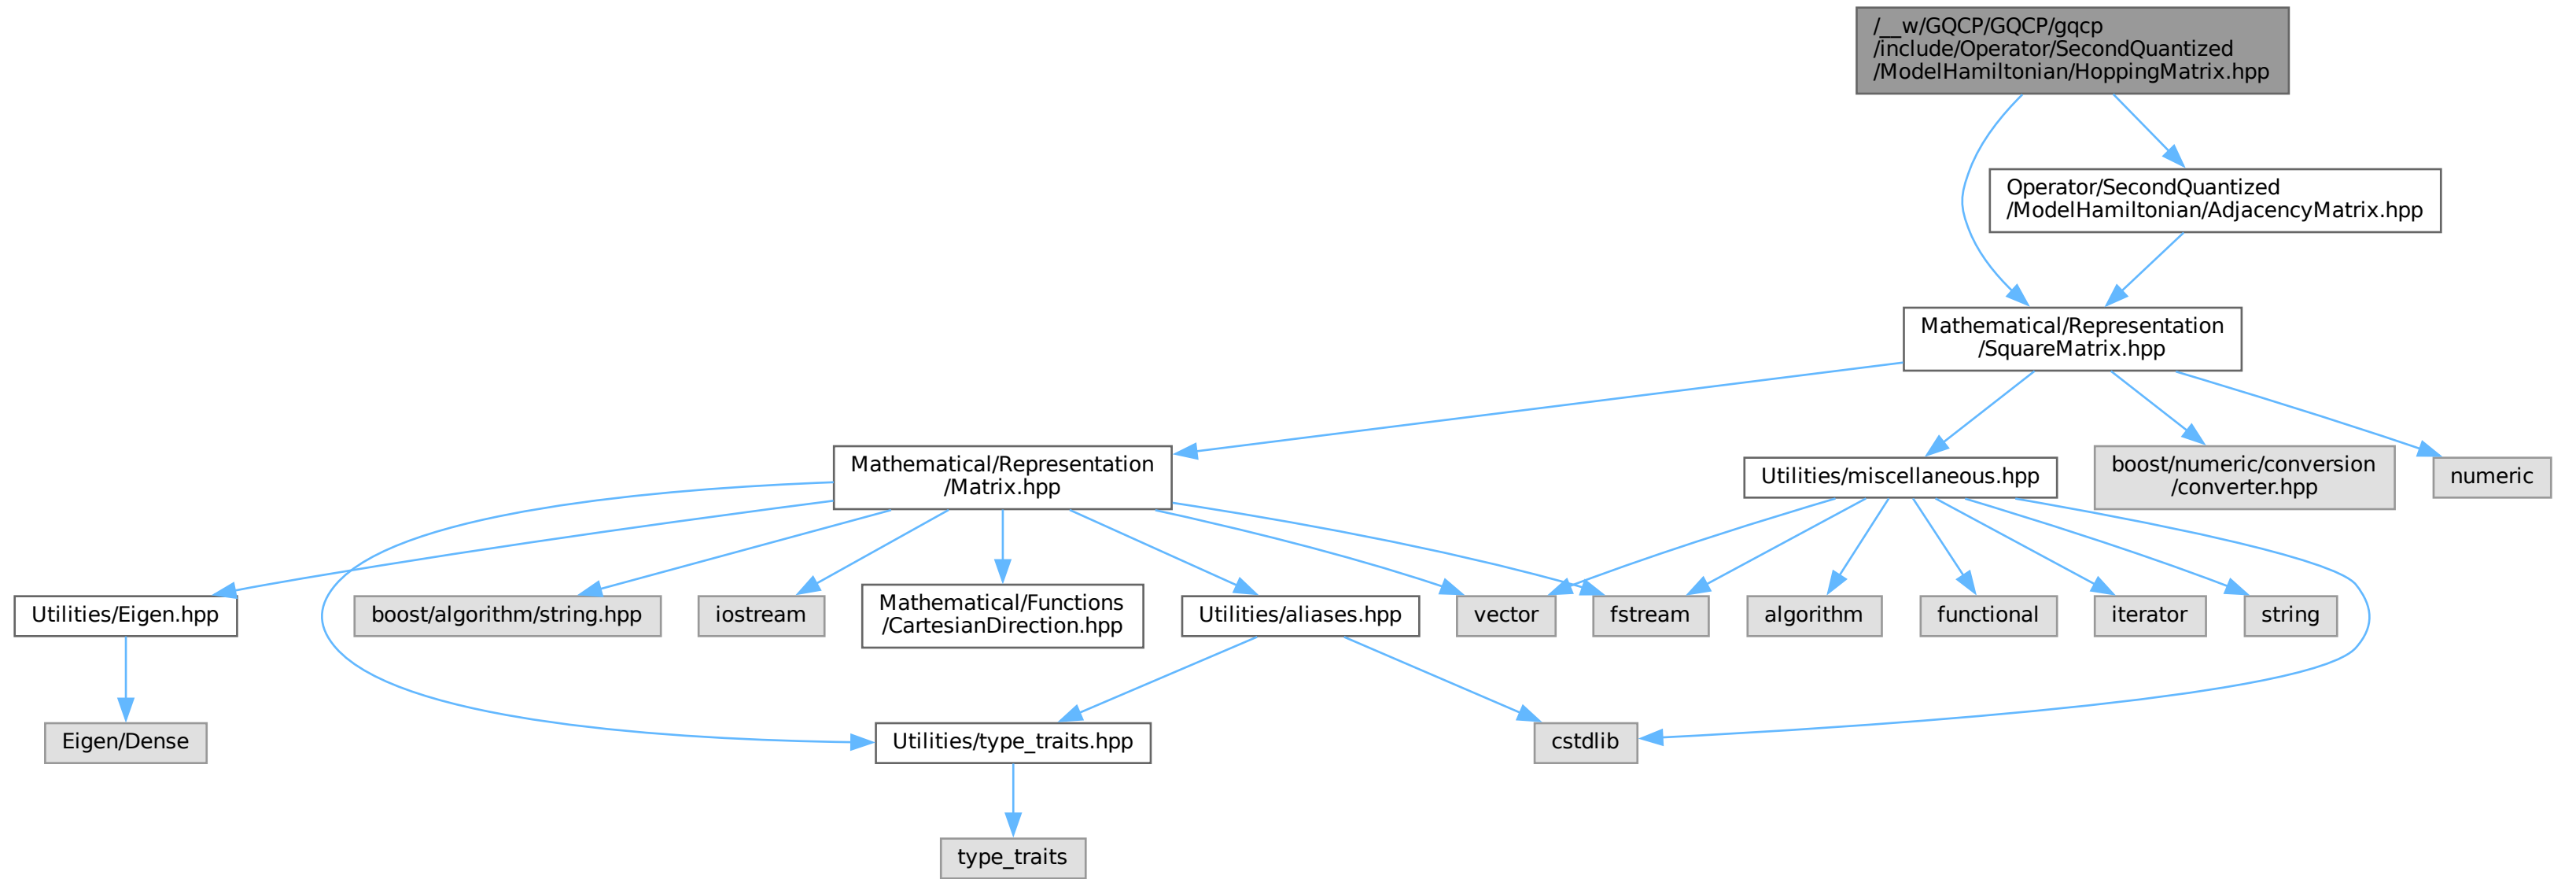 /__w/GQCP/GQCP/gqcp
/include/Operator/SecondQuantized
/ModelHamiltonian/HoppingMatrix.hpp
Operator/SecondQuantized
/ModelHamiltonian/AdjacencyMatrix.hpp
Mathematical/Representation
/SquareMatrix.hpp
Mathematical/Representation
/Matrix.hpp
Utilities/miscellaneous.hpp
boost/numeric/conversion
/converter.hpp
numeric
Utilities/Eigen.hpp
boost/algorithm/string.hpp
iostream
Mathematical/Functions
/CartesianDirection.hpp
Utilities/aliases.hpp
vector
fstream
algorithm
functional
iterator
string
Eigen/Dense
Utilities/type_traits.hpp
cstdlib
type_traits